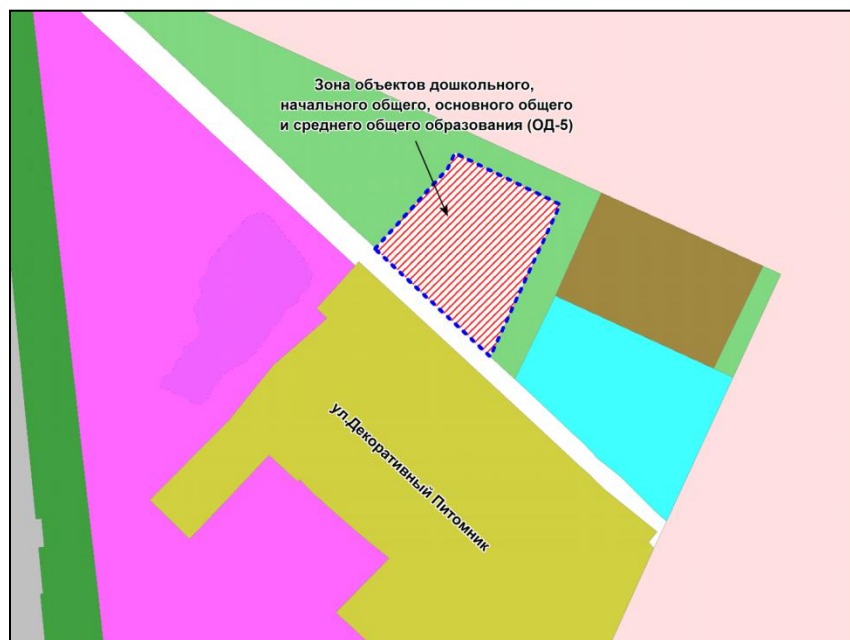 Зона объектов дошкольного,
начального общего, основного общего
и среднего общего образования (ОД-5)
ул.Декоративный Питомник